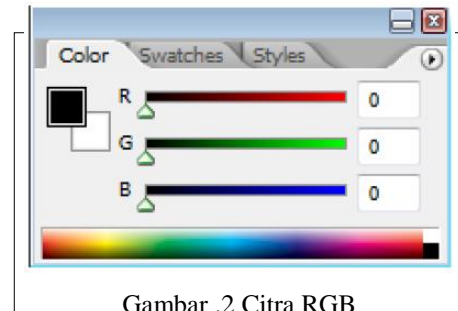 Color Swatches Styles
R 0
G 0
B 0
Gambar .2 Citra RGB